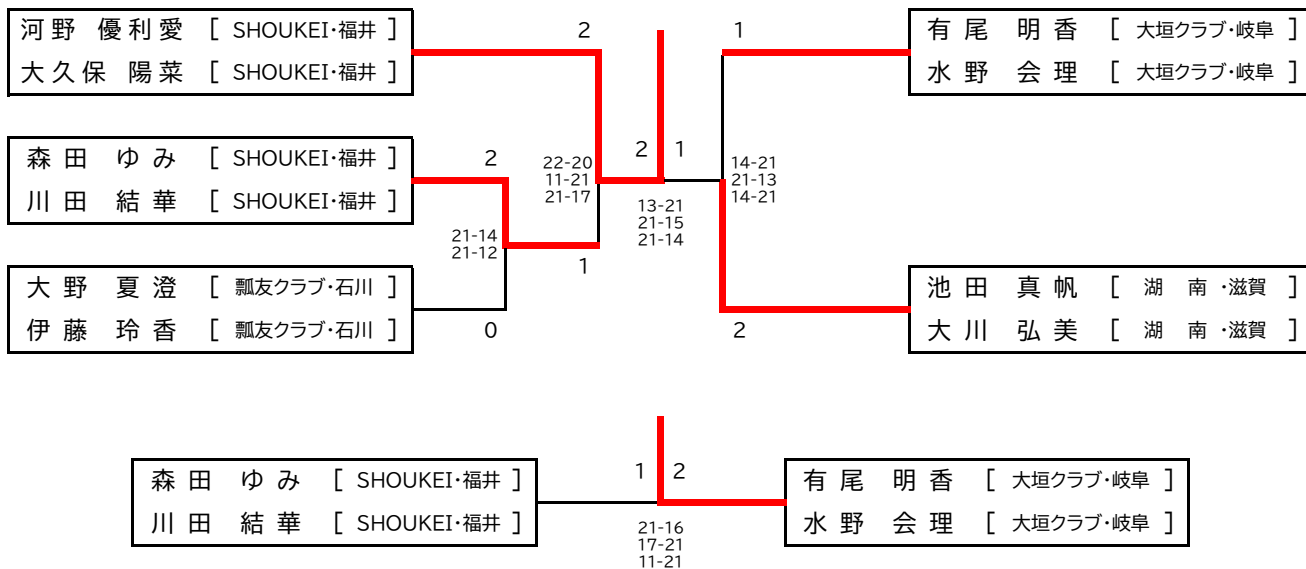 河野 優利愛 [ SHOUKEI・福井 ]
大久保 陽菜 [ SHOUKEI・福井 ]
2
1
有尾 明香 [ 大垣クラブ・岐阜 ]
水野 会理 [ 大垣クラブ・岐阜 ]
森田 ゆみ [ SHOUKEI・福井 ]
川田 結華 [ SHOUKEI・福井 ]
2
22-20
11-21
21-17
2
1
14-21
21-13
14-21
13-21
21-15
21-14
21-14
21-12
1
大野 夏澄 [ 瓢友クラブ・石川 ]
伊藤 玲香 [ 瓢友クラブ・石川 ]
0
2
池田 真帆 [ 湖 南 ・滋賀 ]
大川 弘美 [ 湖 南 ・滋賀 ]
森田 ゆみ [ SHOUKEI・福井 ]
川田 結華 [ SHOUKEI・福井 ]
1
2
21-16
17-21
11-21
有尾 明香 [ 大垣クラブ・岐阜 ]
水野 会理 [ 大垣クラブ・岐阜 ]